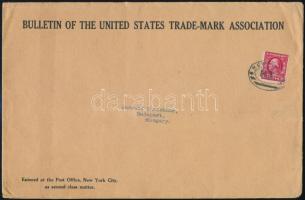 BULLETIN OF THE UNITED STATES TRADE-MARK ASSOCIATION
darabanth
Budapest,
Hungary.
Entered at the Post Office, New York City,
as second class matter.